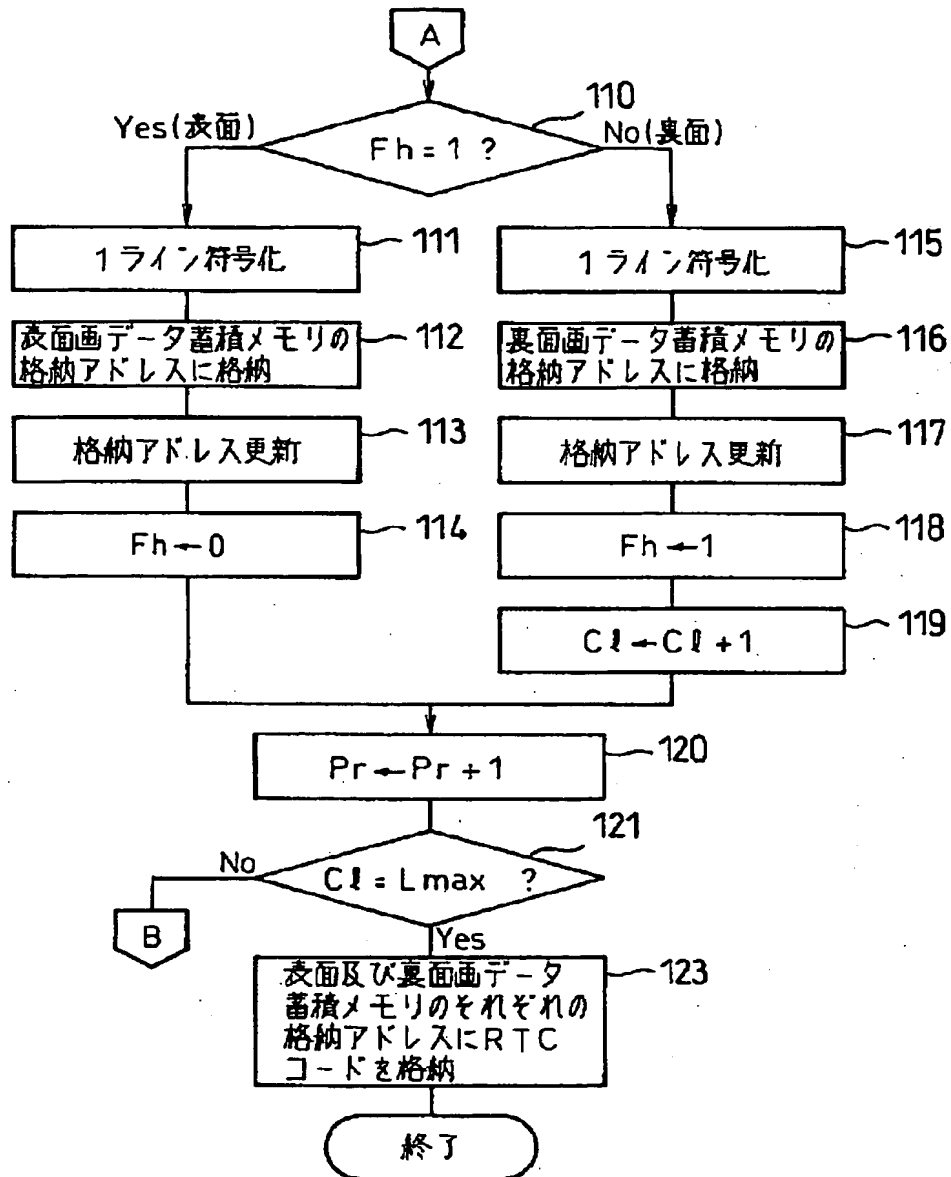 A
110
Yes(表面)
No(裏面)
Fh=1 ?
111
1ライン符号化
115
1ライン符号化
112
表面画データ蓄積メモリの
格納アドレスに格納
116
裏面画データ蓄積メモリの
格納アドレスに格納
113
格納アドレス更新
117
格納アドレス更新
114
Fh←0
118
Fh←1
119
Cℓ←Cℓ+1
120
Pr←Pr+1
121
No
Cℓ=Lmax ?
B
Yes
123
表面及び裏面画データ
蓄積メモリのそれぞれの
格納アドレスにRTC
コードを格納
終了